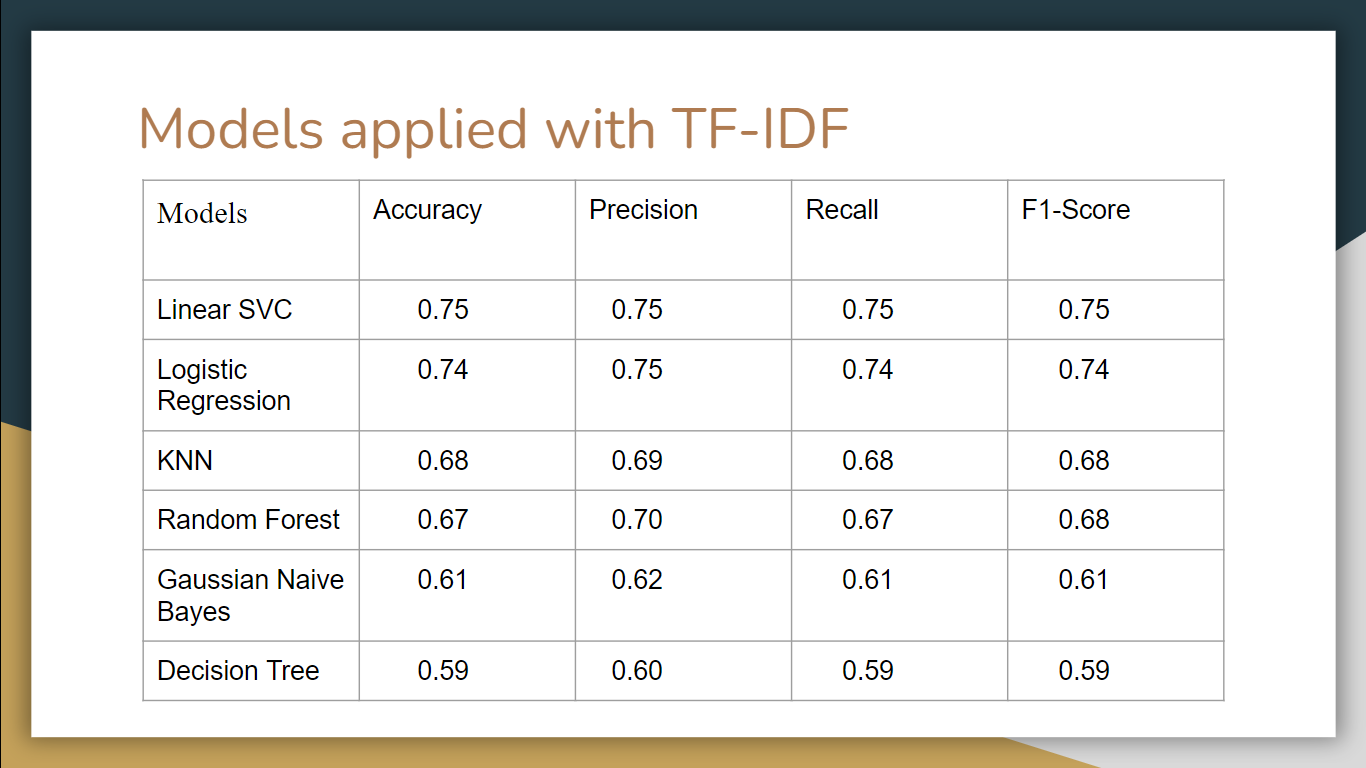 Models applied with TF-IDF
Models Accuracy Precision Recall F1-Score
Linear SVC 0.75 0.75 0.75 0.75
Logistic 0.74 0.75 0.74 0.74
Regression
KNN 0.68 0.69 0.68 0.68
Random Forest 0.67 0.70 0.67 0.68
Gaussian Naive 0.61 0.62 0.61 0.61
Bayes
Decision Tree 0.59 0.60 0.59 0.59